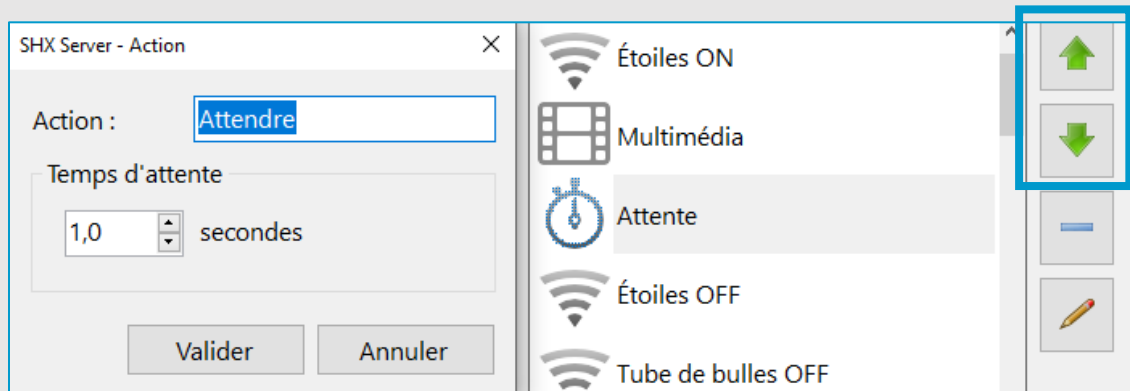 SHX Server - Action
Action :
Attendre
Temps d'attente
1,0
secondes
Valider
Annuler
Étoiles ON
Multimédia
Attente
Étoiles OFF
Tube de bulles OFF